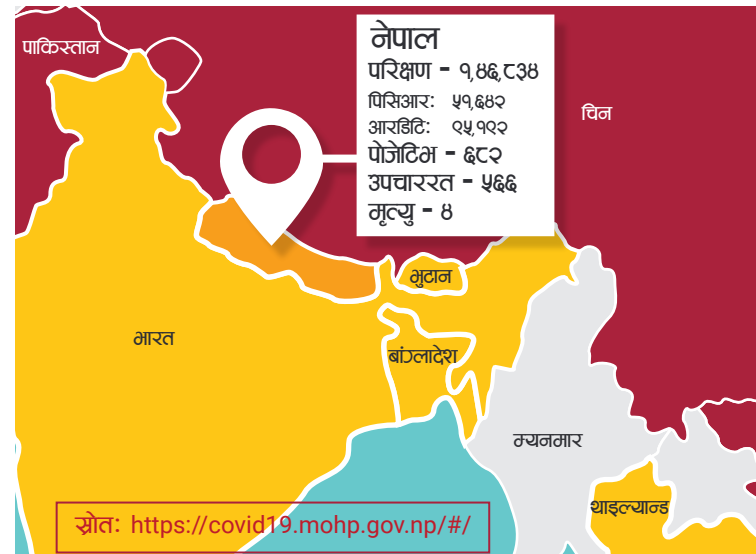 पाकिस्तान
नेपाल
परिक्षण - १,४६,८३४
पिसिआर: ५१,६४२
आरडिटि: ९५,१९२
पोजेटिभ - ६८२
उपचाररत - ५६६
मृत्यु - ४
चिन
भुटान
भारत
बांग्लादेश
म्यनमार
थाइल्यान्ड
स्रोत: https://covid19.mohp.gov.np/#/